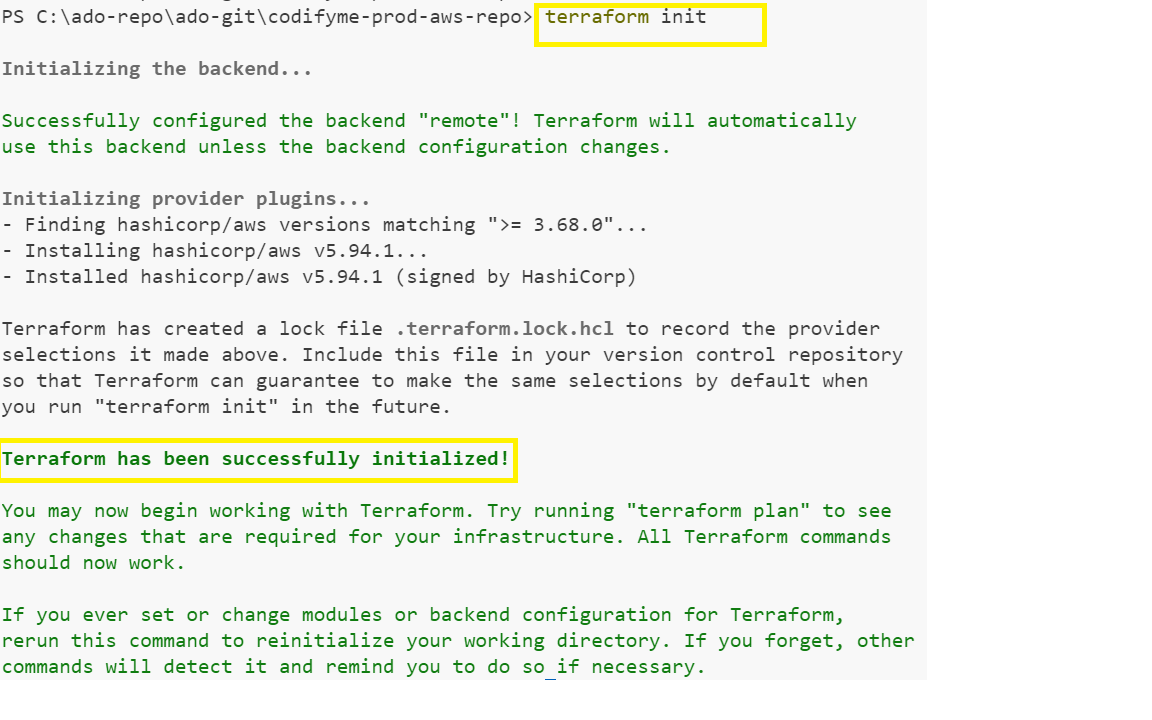 PS C:\ado-repo\ado-git\codifyme-prod-aws-repo> terraform init
Initializing the backend...
Successfully configured the backend "remote"! Terraform will automatically
use this backend unless the backend configuration changes.
Initializing provider plugins...
- Finding hashicorp/aws versions matching ">= 3.68.0"...
- Installing hashicorp/aws v5.94.1...
- Installed hashicorp/aws v5.94.1 (signed by HashiCorp)
Terraform has created a lock file .terraform.lock.hcl to record the provider
selections it made above. Include this file in your version control repository
so that Terraform can guarantee to make the same selections by default when
you run "terraform init" in the future.
Terraform has been successfully initialized!
You may now begin working with Terraform. Try running "terraform plan" to see
any changes that are required for your infrastructure. All Terraform commands
should now work.
If you ever set or change modules or backend configuration for Terraform,
rerun this command to reinitialize your working directory. If you forget, other
commands will detect it and remind you to do so if necessary.